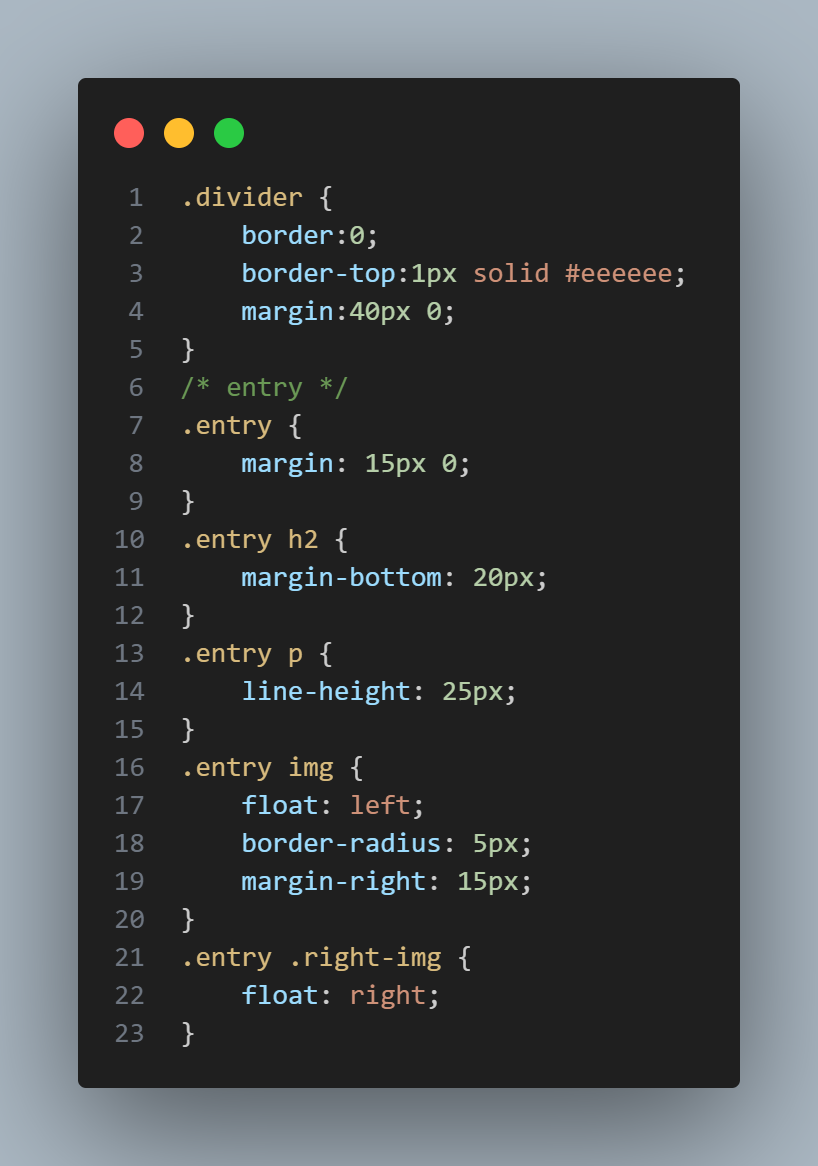 1 .divider {
2     border:0;
3     border-top:1px solid #eeeeee;
4     margin:40px 0;
5 }
6 /* entry */
7 .entry {
8     margin: 15px 0;
9 }
10 .entry h2 {
11     margin-bottom: 20px;
12 }
13 .entry p {
14     line-height: 25px;
15 }
16 .entry img {
17     float: left;
18     border-radius: 5px;
19     margin-right: 15px;
20 }
21 .entry .right-img {
22     float: right;
23 }